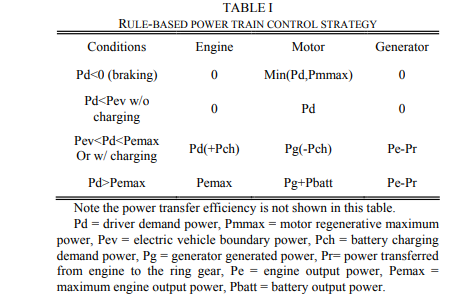 TABLE I
RULE-BASED POWER TRAIN CONTROL STRATEGY
Conditions Engine Motor Generator
Pd<0 (braking) 0 Min(Pd,Pmmax) 0
Pd<Pev w/o
charging 0 Pd 0
Pev<Pd<Pemax
Or w/ charging Pd(+Pch) Pg(-Pch) Pe-Pr
Pd>Pemax Pemax Pg+Pbatt Pe-Pr
Note the power transfer efficiency is not shown in this table.
Pd = driver demand power, Pmmax = motor regenerative maximum
power, Pev = electric vehicle boundary power, Pch = battery charging
demand power, Pg = generator generated power, Pr= power transferred
from engine to the ring gear, Pe = engine output power, Pemax =
maximum engine output power, Pbatt = battery output power.